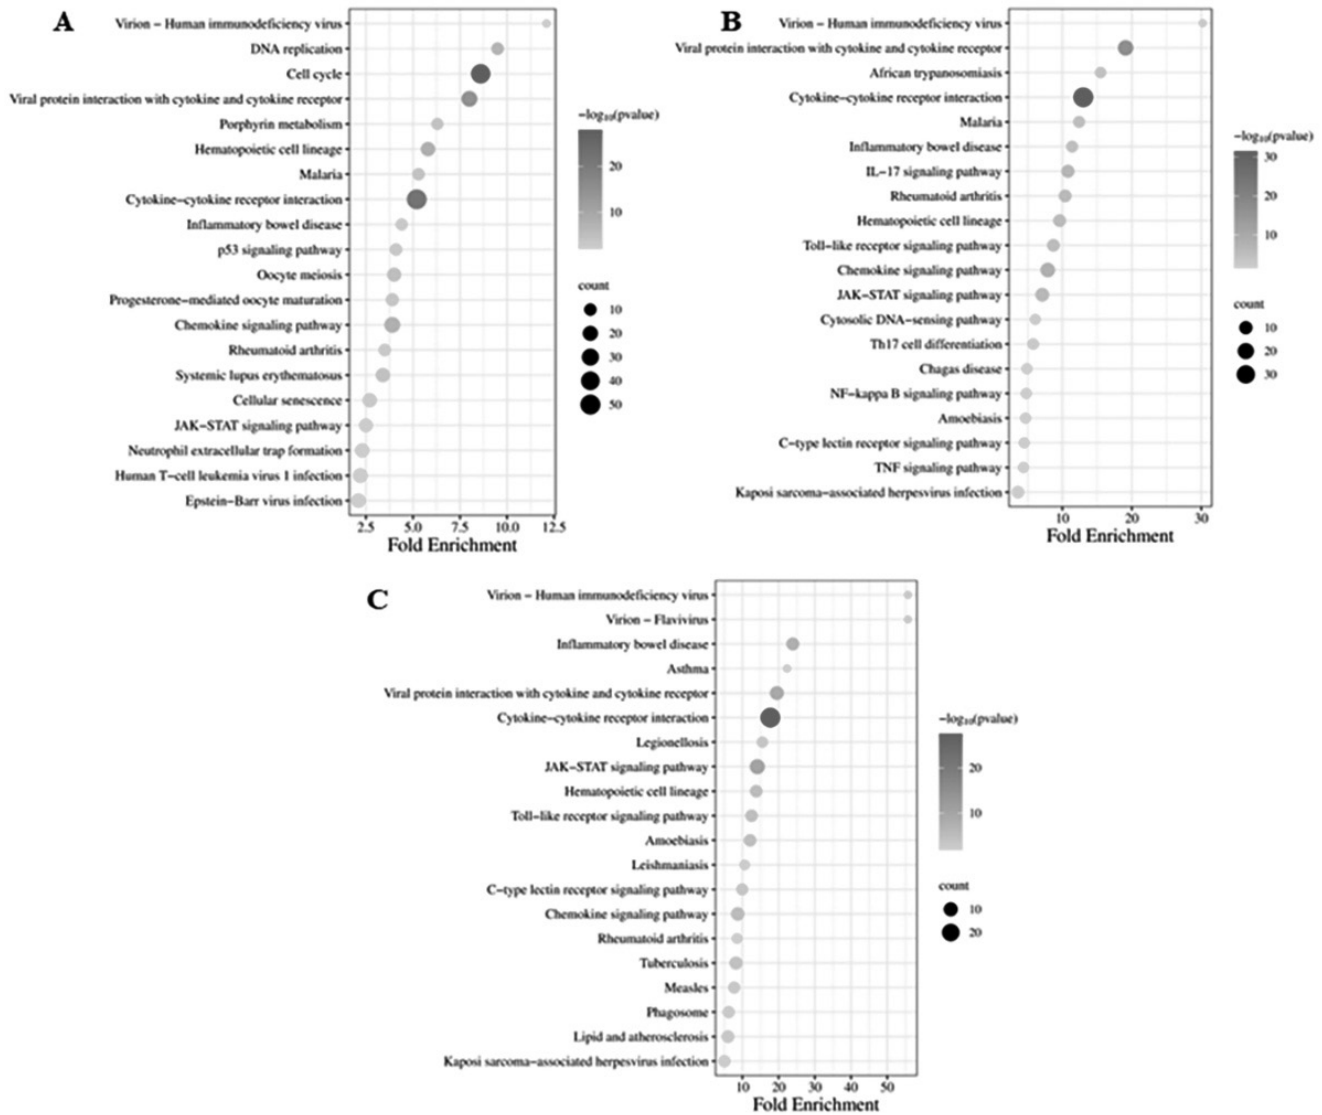 A
Virion – Human immunodeficiency virus
DNA replication
Cell cycle
Viral protein interaction with cytokine and cytokine receptor
Porphyrin metabolism
Hematopoietic cell lineage
Malaria
Cytokine–cytokine receptor interaction
Inflammatory bowel disease
p53 signaling pathway
Oocyte meiosis
Progesterone–mediated oocyte maturation
Chemokine signaling pathway
Rheumatoid arthritis
Systemic lupus erythematosus
Cellular senescence
JAK–STAT signaling pathway
Neutrophil extracellular trap formation
Human T–cell leukemia virus 1 infection
Epstein–Barr virus infection
2.5 5.0 7.5 10.0 12.5
Fold Enrichment
−log₁₀(pvalue)
20
10
count
10
20
30
40
50
B
Virion – Human immunodeficiency virus
Viral protein interaction with cytokine and cytokine receptor
African trypanosomiasis
Cytokine–cytokine receptor interaction
Malaria
Inflammatory bowel disease
IL–17 signaling pathway
Rheumatoid arthritis
Hematopoietic cell lineage
Toll–like receptor signaling pathway
Chemokine signaling pathway
JAK–STAT signaling pathway
Cytosolic DNA–sensing pathway
Th17 cell differentiation
Chagas disease
NF–kappa B signaling pathway
Amoebiasis
C–type lectin receptor signaling pathway
TNF signaling pathway
Kaposi sarcoma–associated herpesvirus infection
10 20 30
Fold Enrichment
−log₁₀(pvalue)
30
20
10
count
10
20
30
C
Virion – Human immunodeficiency virus
Virion – Flavivirus
Inflammatory bowel disease
Asthma
Viral protein interaction with cytokine and cytokine receptor
Cytokine–cytokine receptor interaction
Legionellosis
JAK–STAT signaling pathway
Hematopoietic cell lineage
Toll–like receptor signaling pathway
Amoebiasis
Leishmaniasis
C–type lectin receptor signaling pathway
Chemokine signaling pathway
Rheumatoid arthritis
Tuberculosis
Measles
Phagosome
Lipid and atherosclerosis
Kaposi sarcoma–associated herpesvirus infection
10 20 30 40 50
Fold Enrichment
−log₁₀(pvalue)
20
10
count
10
20